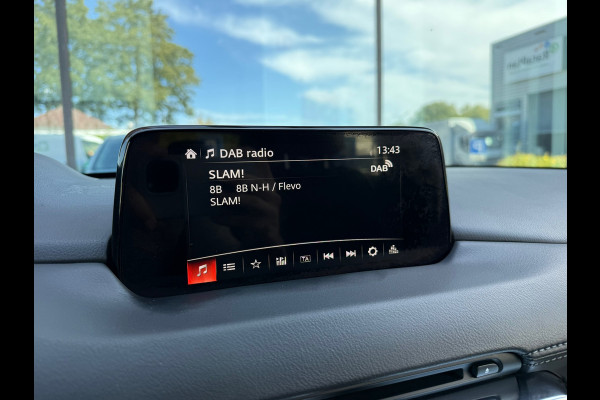 DAB radio 13:43
SLAM! DAB
8B 8B N-H / Flevo
SLAM!
TA